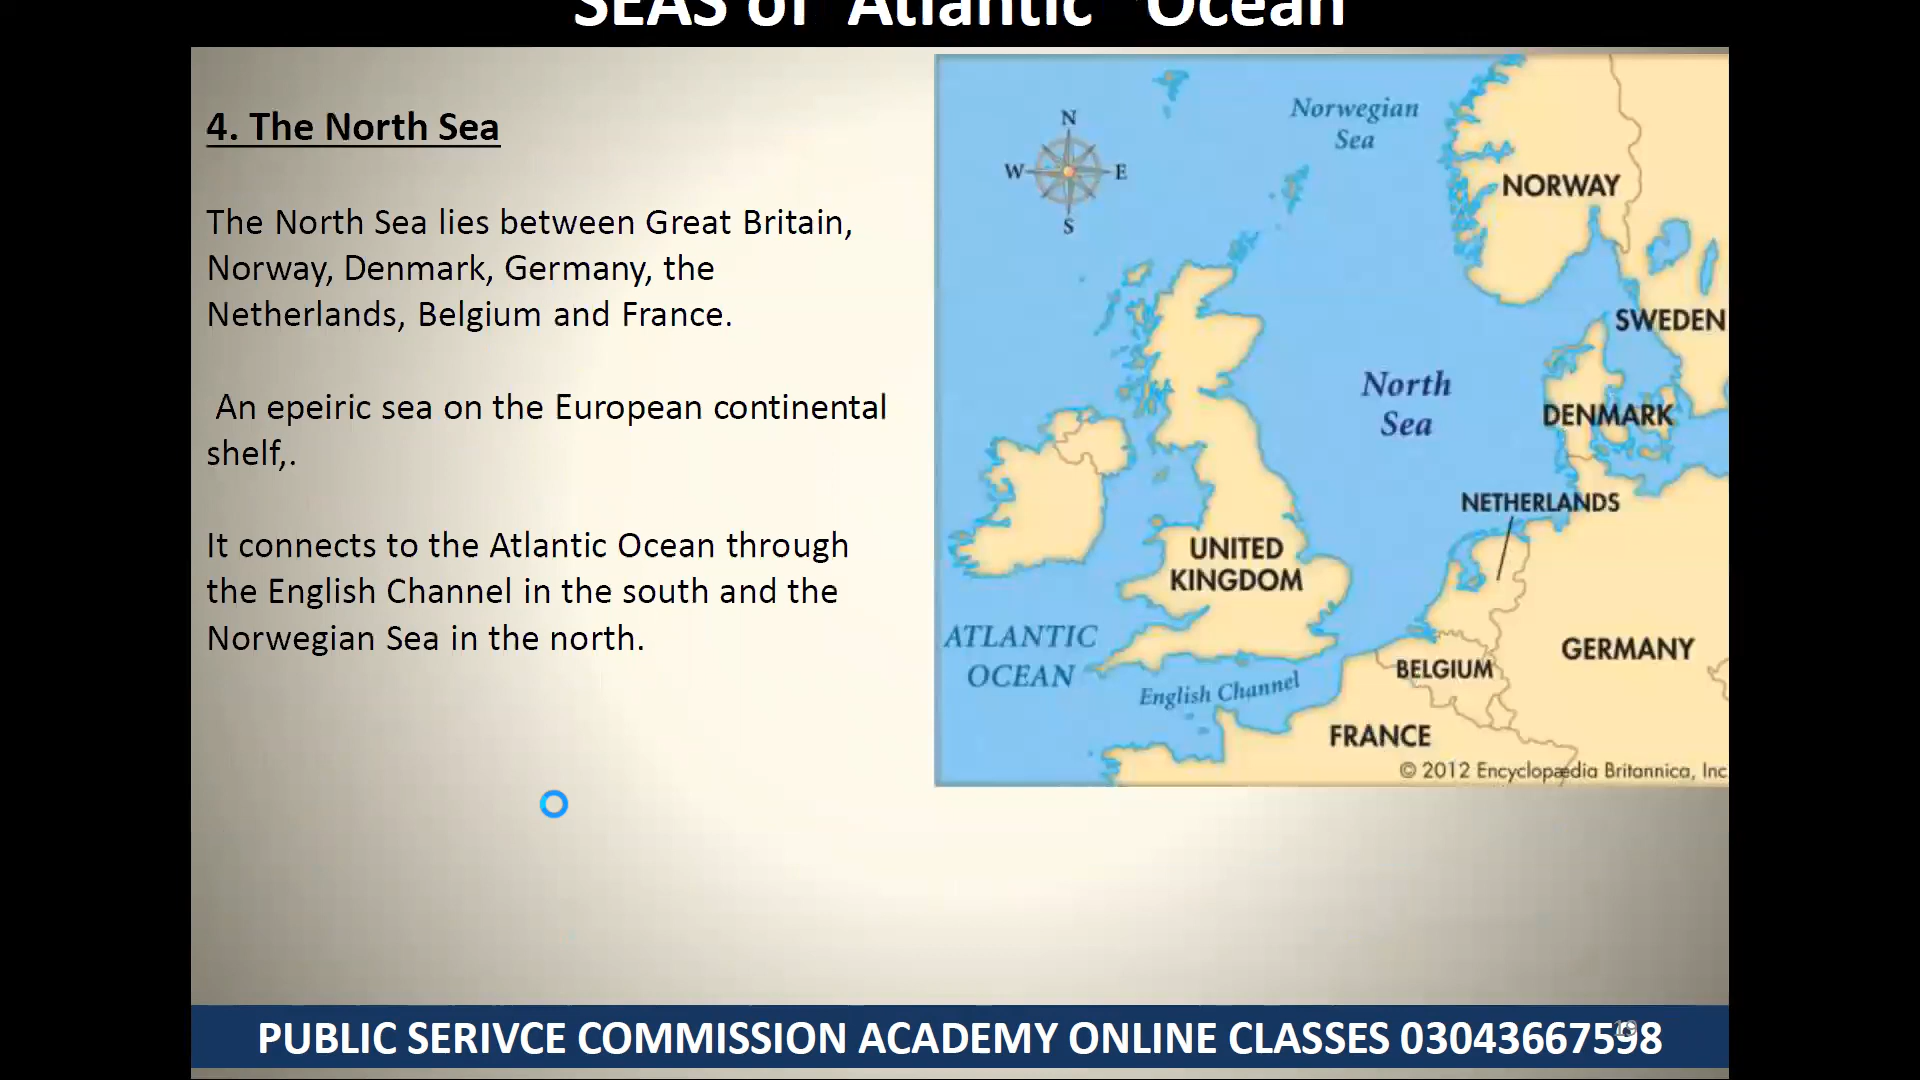 SEAS of 'Atlantic' 'Ocean
4. The North Sea
The North Sea lies between Great Britain,
Norway, Denmark, Germany, the
Netherlands, Belgium and France.
An epeiric sea on the European continental
shelf,.
It connects to the Atlantic Ocean through
the English Channel in the south and the
Norwegian Sea in the north.
Norwegian
Sea
N
W
E
S
NORWAY
SWEDEN
North
Sea
DENMARK
NETHERLANDS
UNITED
KINGDOM
ATLANTIC
OCEAN
English Channel
BELGIUM
GERMANY
FRANCE
© 2012 Encyclopædia Britannica, Inc
PUBLIC SERIVCE COMMISSION ACADEMY ONLINE CLASSES 03043667598
19